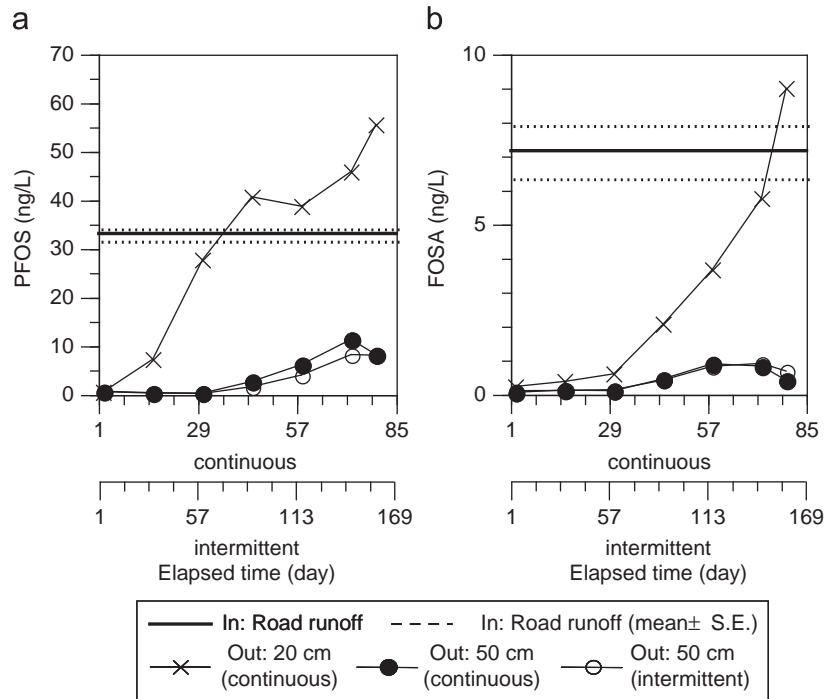 a
70
60
50
40
30
20
10
0
PFOS (ng/L)
1 29 57 85
continuous
1 57 113 169
intermittent
Elapsed time (day)
b
10
5
0
FOSA (ng/L)
1 29 57 85
continuous
1 57 113 169
intermittent
Elapsed time (day)
In: Road runoff
In: Road runoff (mean± S.E.)
Out: 20 cm
(continuous)
Out: 50 cm
(continuous)
Out: 50 cm
(intermittent)